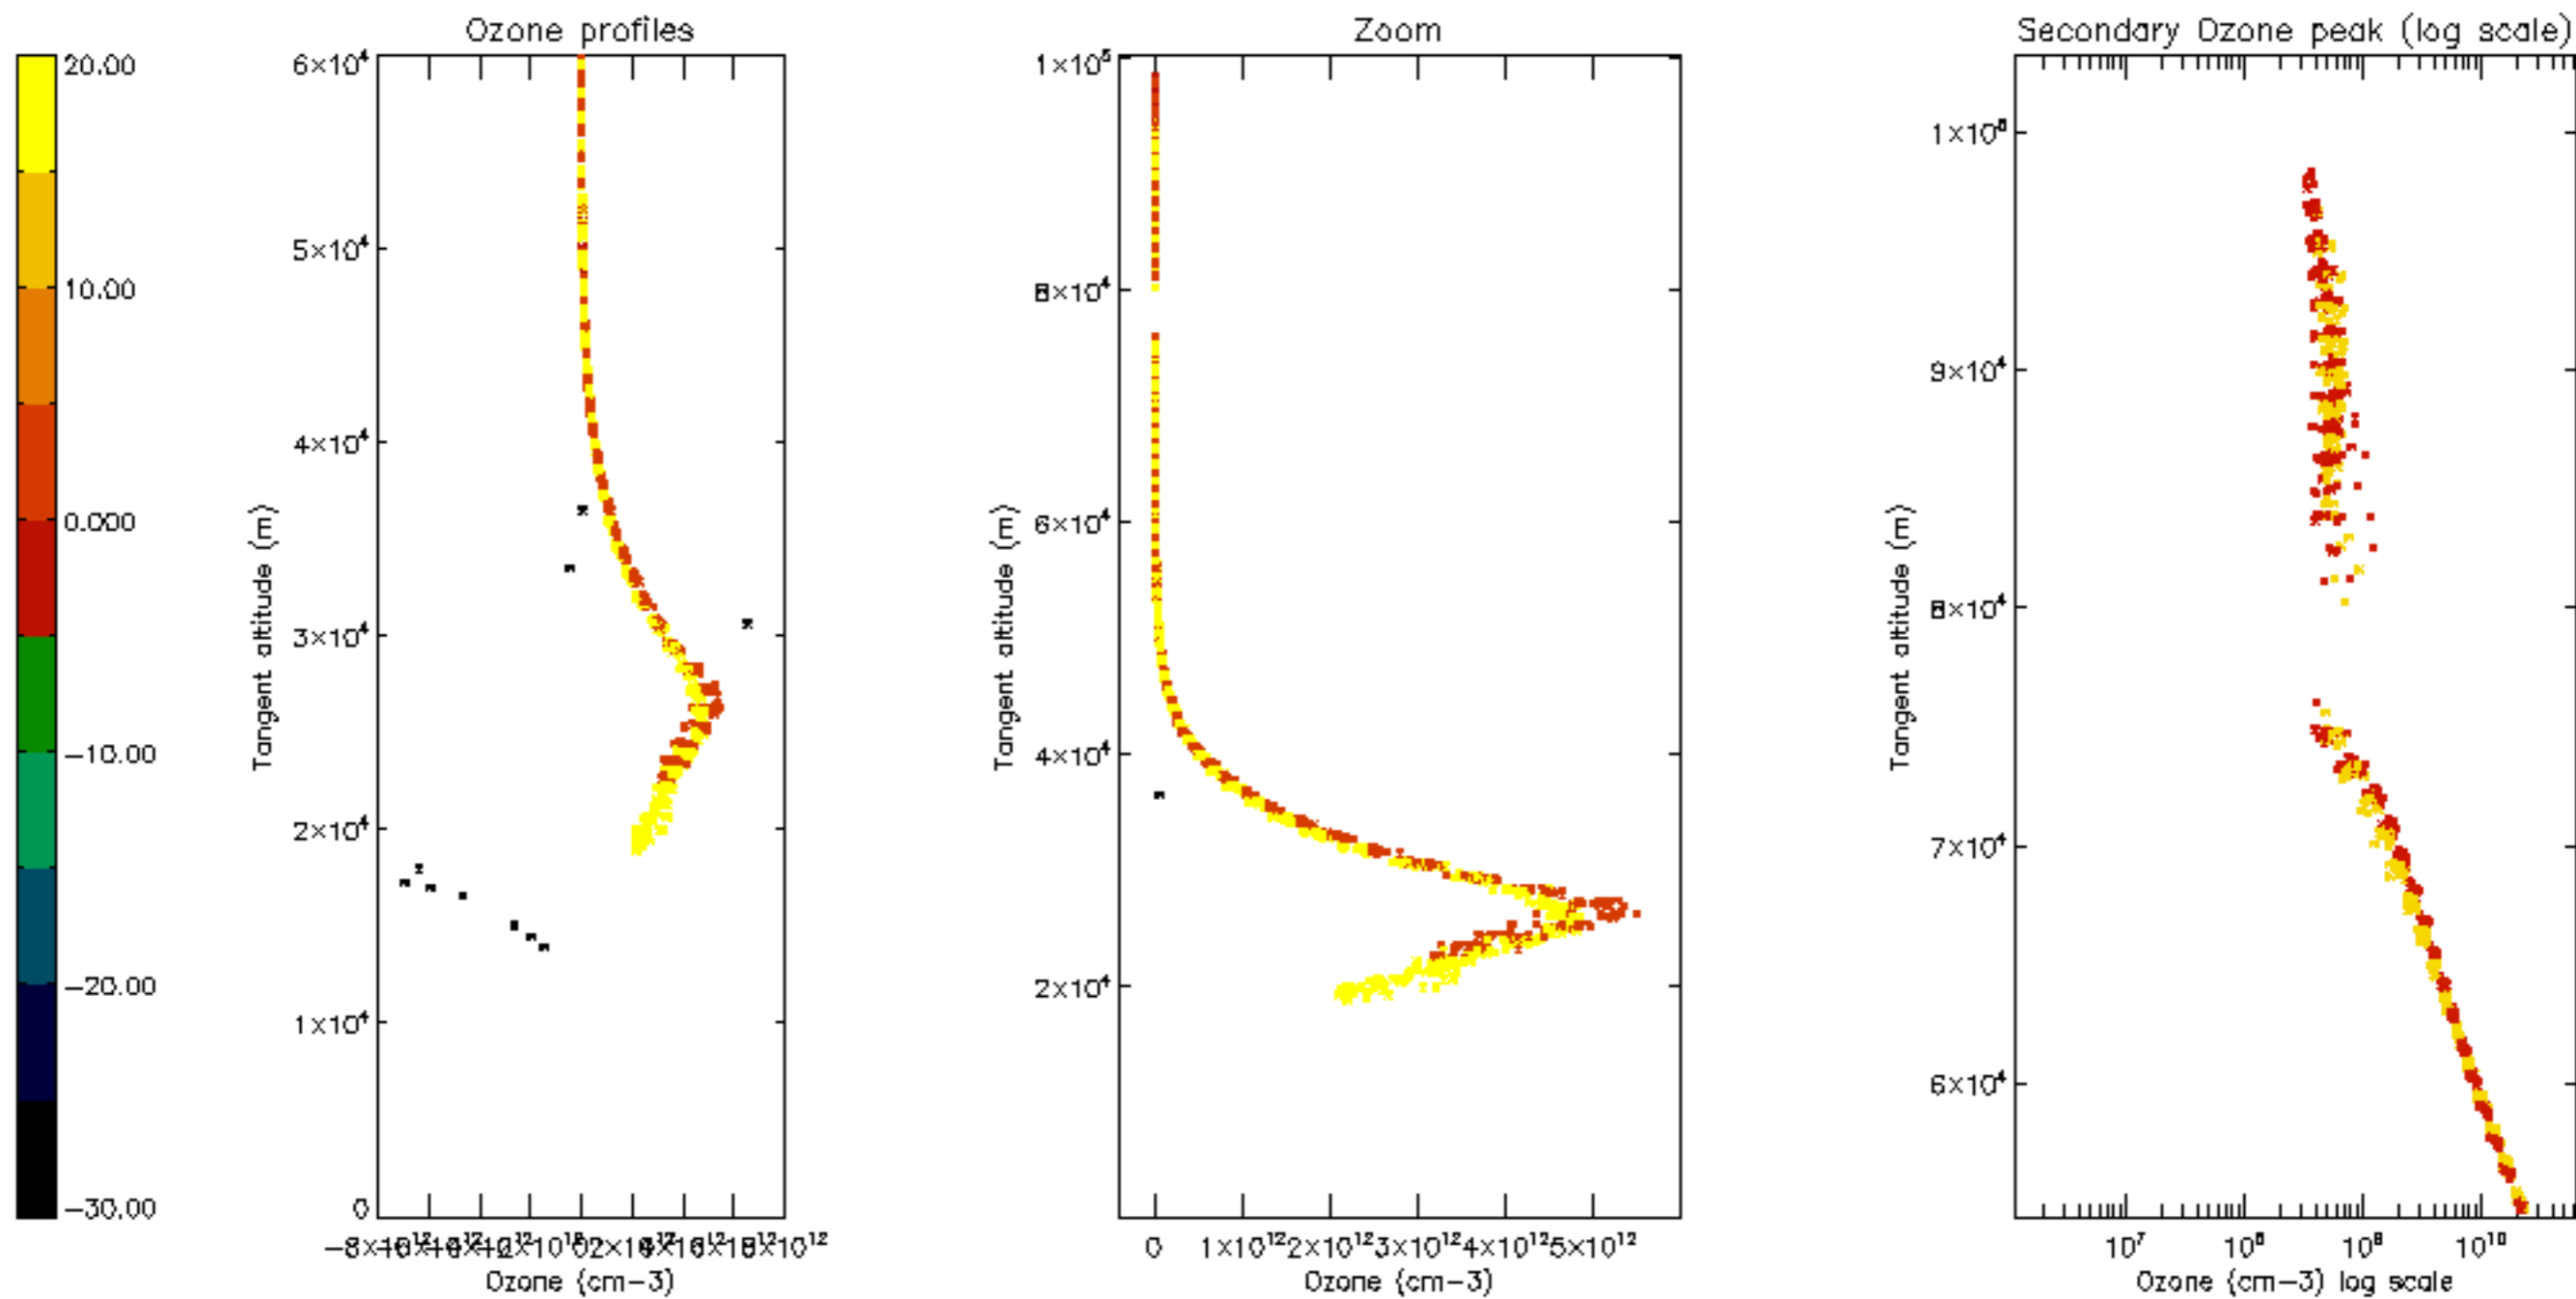 Ozone profiles
Zoom
Secondary Ozone peak (log scale)
20.00
10.00
0.000
-10.00
-20.00
-30.00
6×10⁴
5×10⁴
4×10⁴
3×10⁴
2×10⁴
1×10⁴
0
Tangent altitude (m)
Ozone (cm-3)
1×10⁵
8×10⁴
6×10⁴
4×10⁴
2×10⁴
Tangent altitude (m)
0 1×10¹² 2×10¹² 3×10¹² 4×10¹² 5×10¹²
Ozone (cm-3)
9×10⁴
8×10⁴
7×10⁴
6×10⁴
Tangent altitude (m)
10⁷ 10⁸ 10⁹ 10¹⁰
Ozone (cm-3) log scale